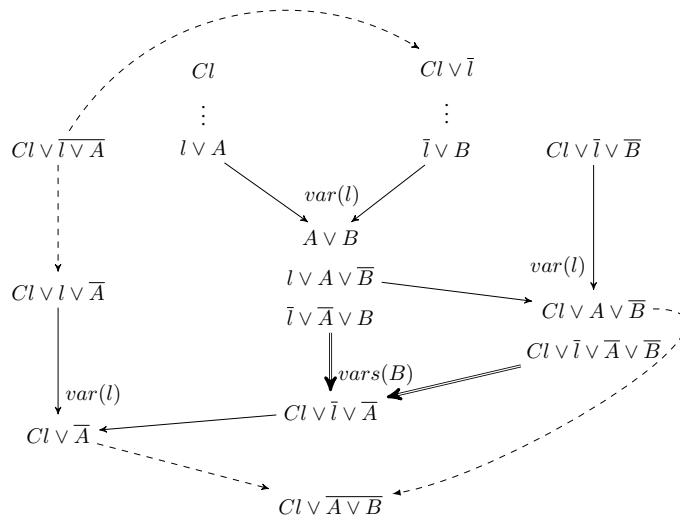 Cl
Cl ∨ l̄
⋮
⋮
Cl ∨ \overline{l ∨ A}
l ∨ A
l̄ ∨ B
Cl ∨ l̄ ∨ B̅
var(l)
A ∨ B
l ∨ A ∨ B̅
var(l)
Cl ∨ l ∨ A̅
Cl ∨ A ∨ B̅
l̄ ∨ A̅ ∨ B
Cl ∨ l̄ ∨ A̅ ∨ B̅
vars(B)
var(l)
Cl ∨ l̄ ∨ A̅
Cl ∨ A̅
Cl ∨ \overline{A ∨ B}